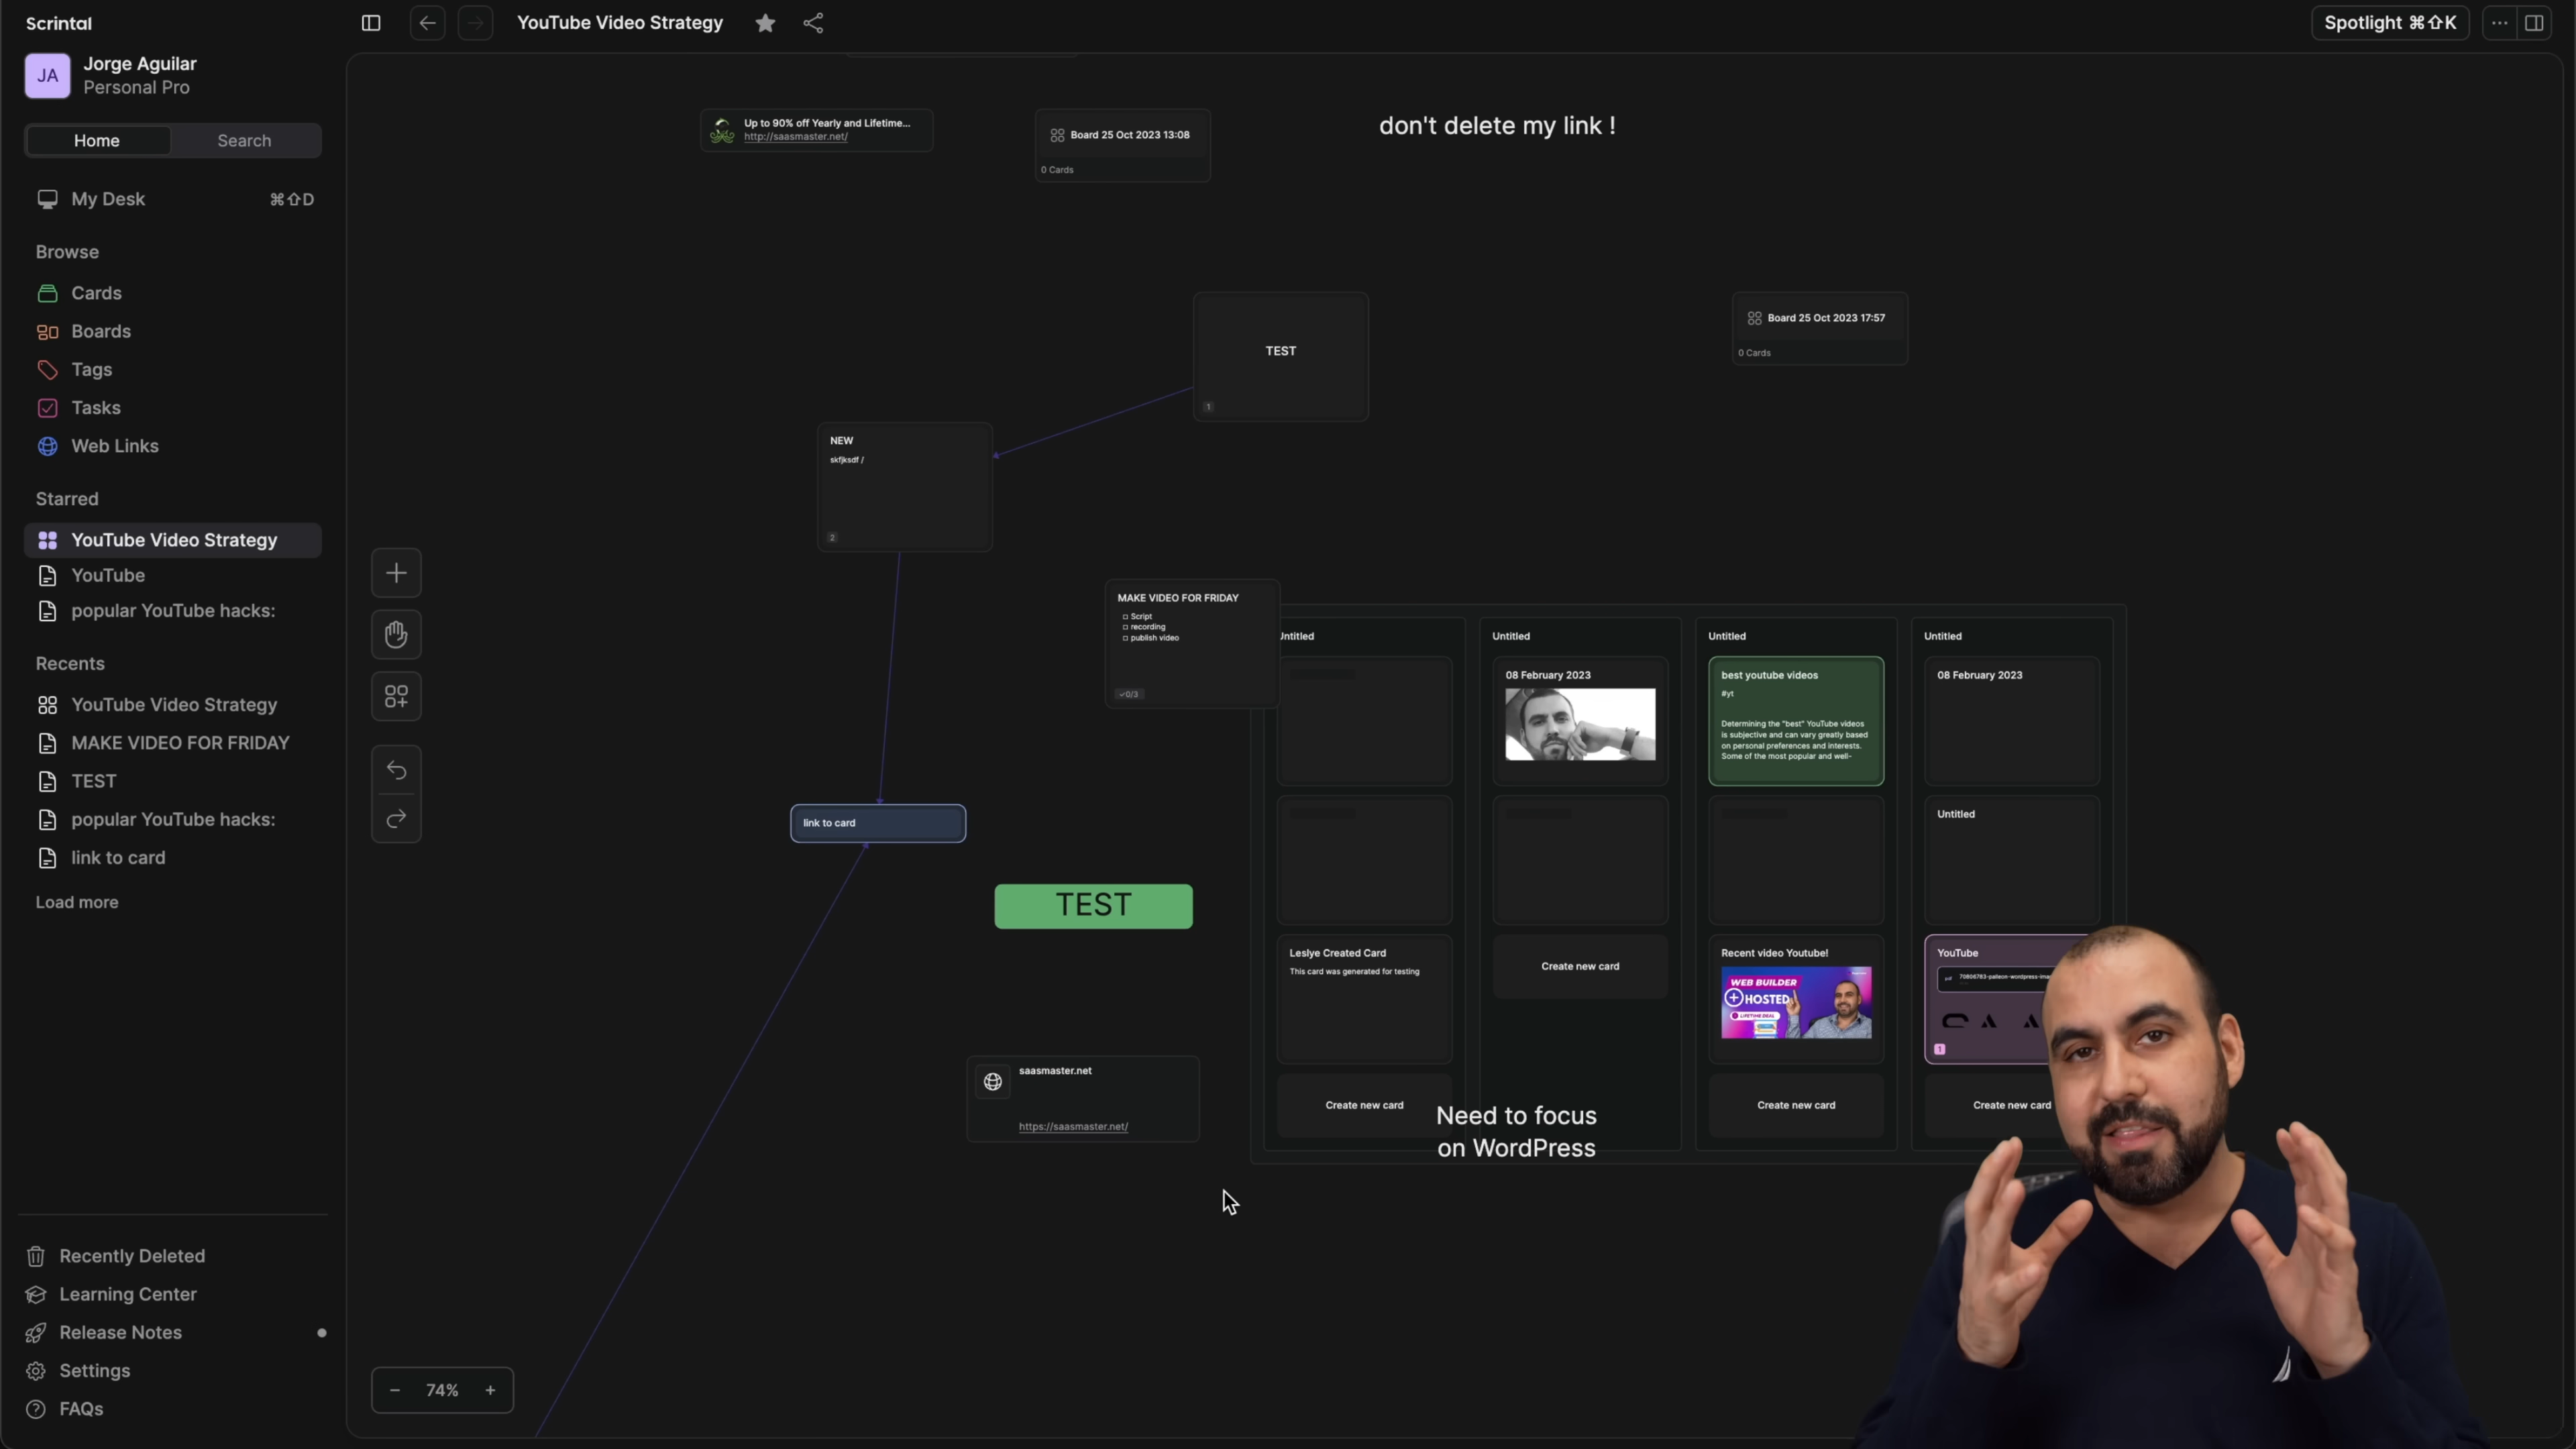 Scrintal
JA
Jorge Aguilar
Personal Pro
Home
Search
My Desk
⌘⇧D
Browse
Cards
Boards
Tags
Tasks
Web Links
Starred
YouTube Video Strategy
YouTube
popular YouTube hacks:
Recents
YouTube Video Strategy
MAKE VIDEO FOR FRIDAY
TEST
popular YouTube hacks:
link to card
Load more
Recently Deleted
Learning Center
Release Notes
Settings
FAQs
YouTube Video Strategy
Spotlight ⌘⇧K
Up to 90% off Yearly and Lifetime...
http://saasmaster.net/
Board 25 Oct 2023 13:08
0 Cards
don't delete my link !
TEST
1
Board 25 Oct 2023 17:57
0 Cards
NEW
skfjksdf /
2
MAKE VIDEO FOR FRIDAY
Script
recording
publish video
0/3
link to card
TEST
saasmaster.net
https://saasmaster.net/
Untitled
Leslye Created Card
This card was generated for testing
Create new card
Untitled
08 February 2023
Create new card
Need to focus
on WordPress
Untitled
best youtube videos
#yt
Determining the "best" YouTube videos
is subjective and can vary greatly based
on personal preferences and interests.
Some of the most popular and well-
Recent video Youtube!
WEB BUILDER
+ HOSTED
LIFETIME DEAL
Create new card
Untitled
08 February 2023
Untitled
YouTube
1
Create new card
74%